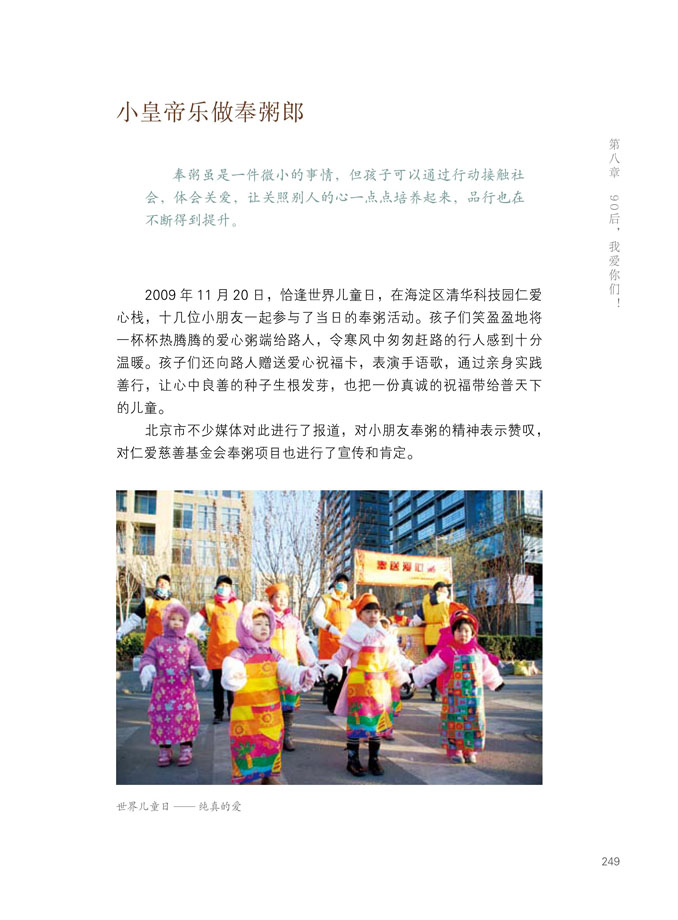 小皇帝乐做奉粥郎
奉粥虽是一件微小的事情，但孩子可以通过行动接触社
会，体会关爱，让关照别人的心一点点培养起来，品行也在
不断得到提升。
第八章 90后，我爱你们！
2009 年 11 月 20 日，恰逢世界儿童日，在海淀区清华科技园仁爱
心栈，十几位小朋友一起参与了当日的奉粥活动。孩子们笑盈盈地将
一杯杯热腾腾的爱心粥端给路人，令寒风中匆匆赶路的行人感到十分
温暖。孩子们还向路人赠送爱心祝福卡，表演手语歌，通过亲身实践
善行，让心中良善的种子生根发芽，也把一份真诚的祝福带给普天下
的儿童。
北京市不少媒体对此进行了报道，对小朋友奉粥的精神表示赞叹，
对仁爱慈善基金会奉粥项目也进行了宣传和肯定。
世界儿童日 —— 纯真的爱
249